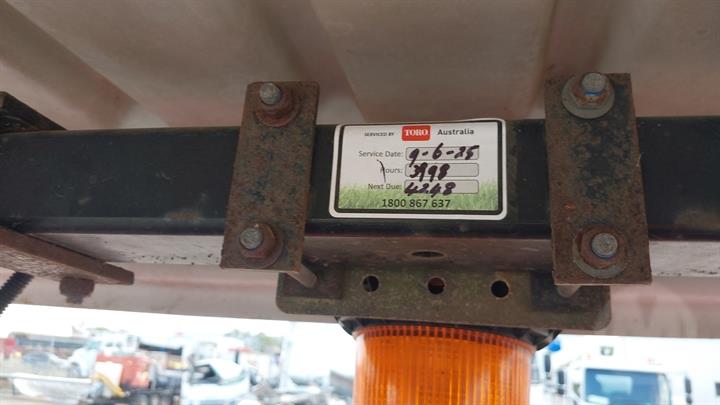 SERVICED BY TORO Australia
Service Date: 9-6-25
Hours: 3998
Next Due: 4248
1800 867 637